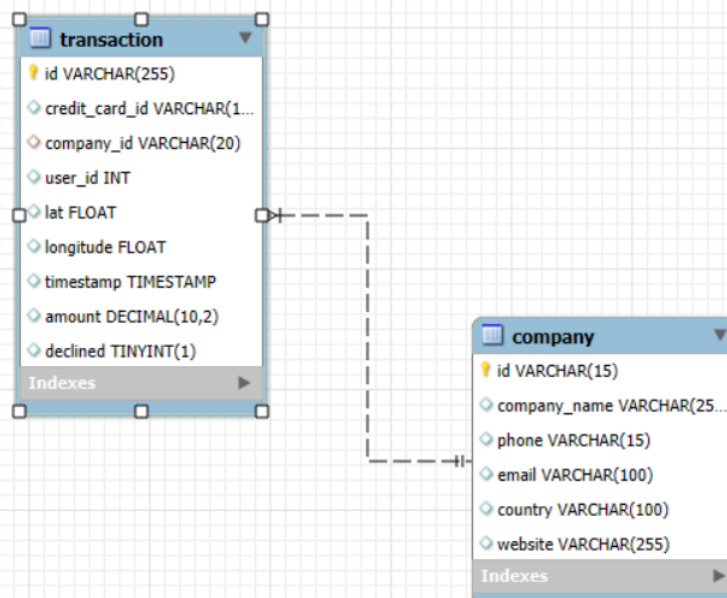 transaction
id VARCHAR(255)
credit_card_id VARCHAR(1...
company_id VARCHAR(20)
user_id INT
lat FLOAT
longitude FLOAT
timestamp TIMESTAMP
amount DECIMAL(10,2)
declined TINYINT(1)
Indexes
company
id VARCHAR(15)
company_name VARCHAR(25...
phone VARCHAR(15)
email VARCHAR(100)
country VARCHAR(100)
website VARCHAR(255)
Indexes